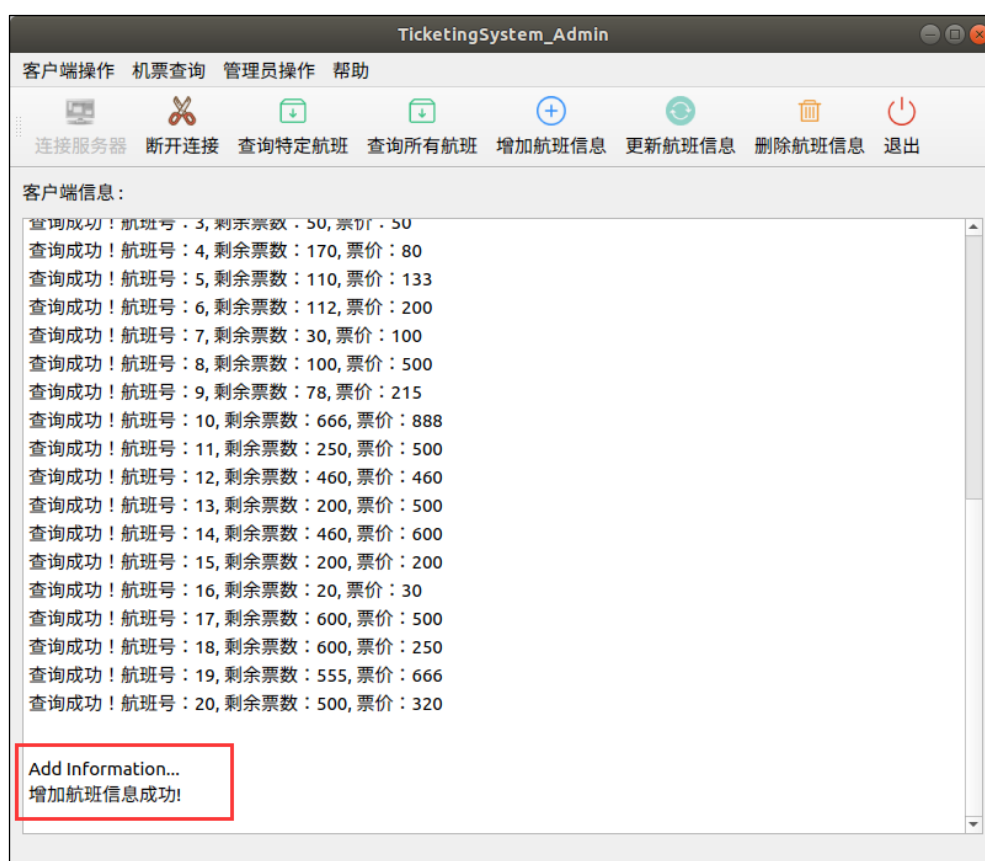 TicketingSystem_Admin
客户端操作 机票查询 管理员操作 帮助
连接服务器 断开连接 查询特定航班 查询所有航班 增加航班信息 更新航班信息 删除航班信息 退出
客户端信息:
查询成功！航班号：3, 剩余票数：50, 票价：50
查询成功！航班号：4, 剩余票数：170, 票价：80
查询成功！航班号：5, 剩余票数：110, 票价：133
查询成功！航班号：6, 剩余票数：112, 票价：200
查询成功！航班号：7, 剩余票数：30, 票价：100
查询成功！航班号：8, 剩余票数：100, 票价：500
查询成功！航班号：9, 剩余票数：78, 票价：215
查询成功！航班号：10, 剩余票数：666, 票价：888
查询成功！航班号：11, 剩余票数：250, 票价：500
查询成功！航班号：12, 剩余票数：460, 票价：460
查询成功！航班号：13, 剩余票数：200, 票价：500
查询成功！航班号：14, 剩余票数：460, 票价：600
查询成功！航班号：15, 剩余票数：200, 票价：200
查询成功！航班号：16, 剩余票数：20, 票价：30
查询成功！航班号：17, 剩余票数：600, 票价：500
查询成功！航班号：18, 剩余票数：600, 票价：250
查询成功！航班号：19, 剩余票数：555, 票价：666
查询成功！航班号：20, 剩余票数：500, 票价：320
Add Information...
增加航班信息成功!